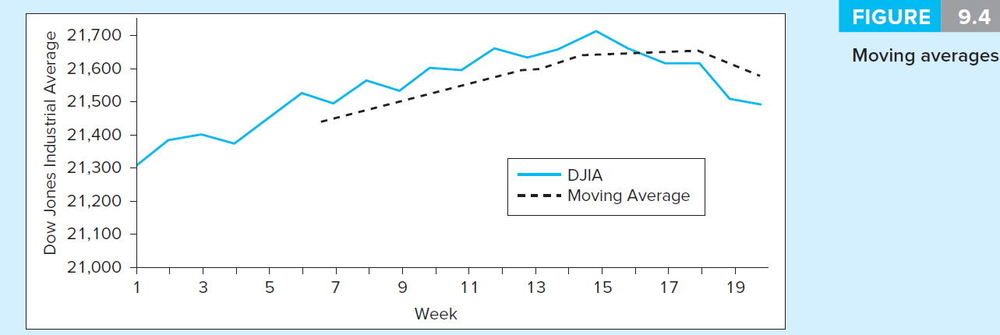 FIGURE 9.4
Moving averages
Dow Jones Industrial Average
21,700
21,600
21,500
21,400
21,300
21,200
21,100
21,000
DJIA
Moving Average
1 3 5 7 9 11 13 15 17 19
Week